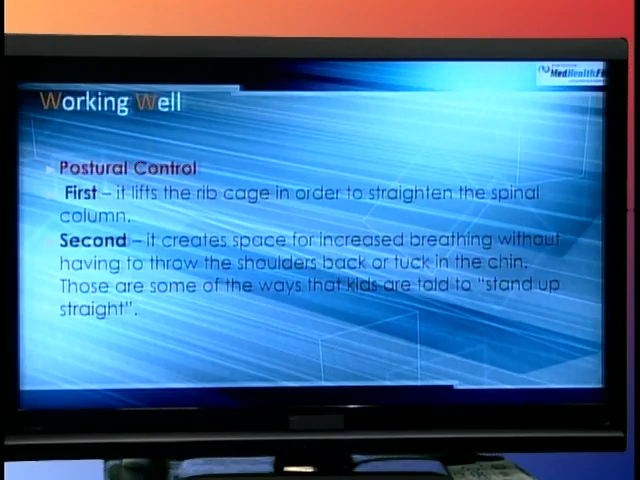 MedHealthFit
Working Well
Postural Control
First – it lifts the rib cage in order to straighten the spinal
column.
Second – it creates space for increased breathing without
having to throw the shoulders back or tuck in the chin.
Those are some of the ways that kids are told to “stand up
straight”.